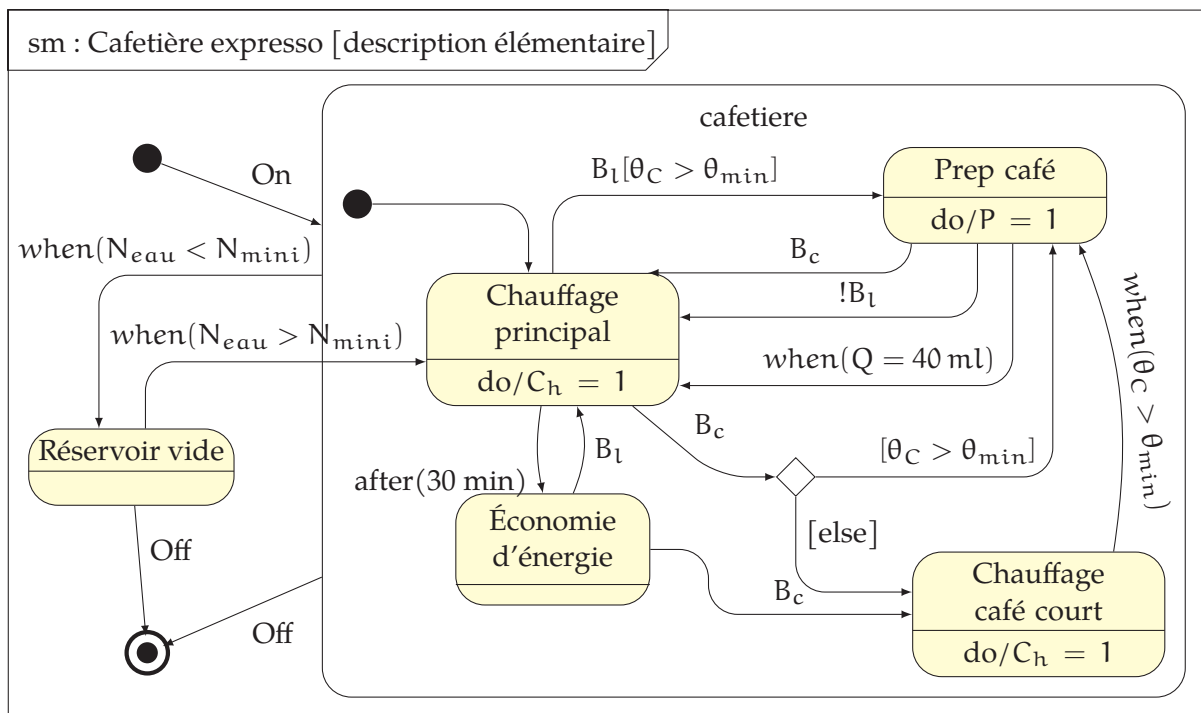 sm : Cafetière expresso [description élémentaire]
cafetiere
On
B_l[θ_C > θ_min]
Prep café
do/P = 1
when(N_eau < N_mini)
B_c
!B_l
Chauffage
principal
when(N_eau > N_mini)
when(Q = 40 ml)
do/C_h = 1
when(θ_C > θ_min)
B_c
[θ_C > θ_min]
Réservoir vide
B_l
after(30 min)
Économie
d'énergie
[else]
Off
B_c
Chauffage
café court
Off
do/C_h = 1